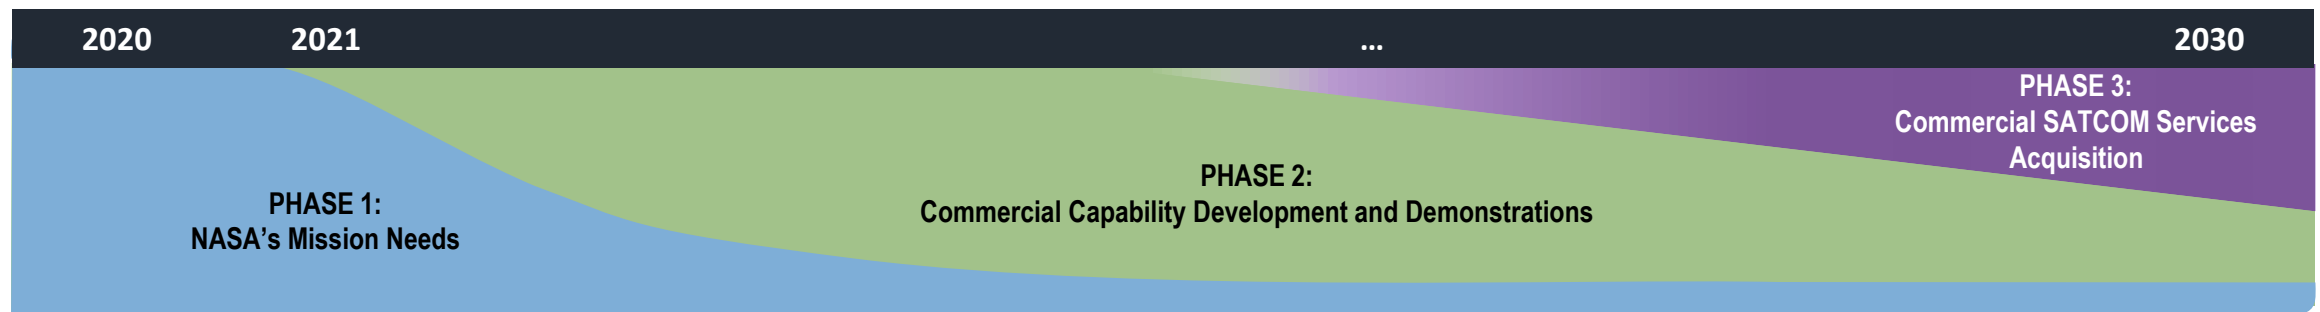 2020 2021 ... 2030
PHASE 3:
Commercial SATCOM Services
Acquisition
PHASE 2:
Commercial Capability Development and Demonstrations
PHASE 1:
NASA’s Mission Needs